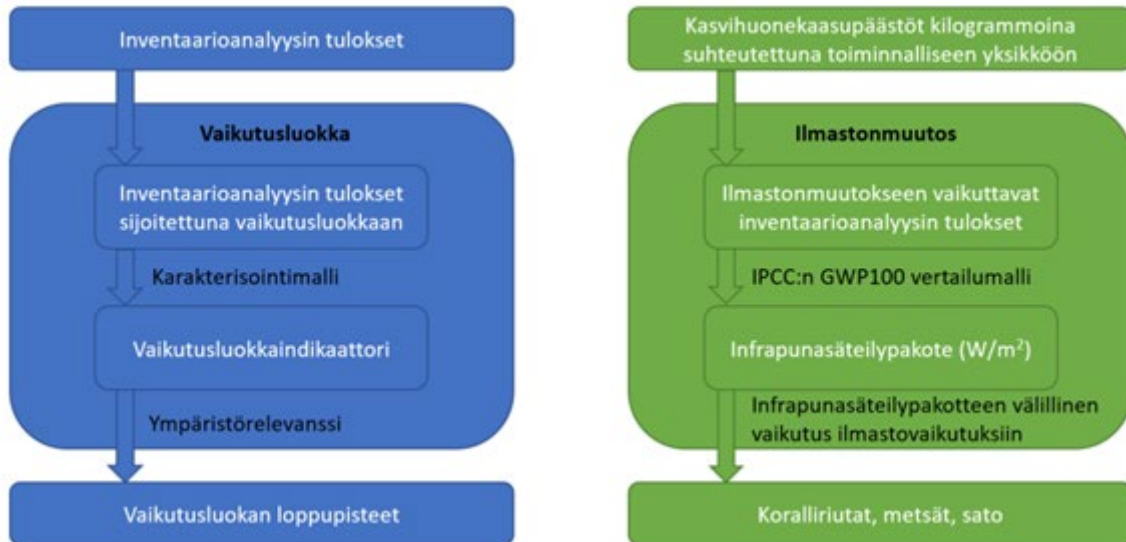 Inventaarioanalyysin tulokset
Vaikutusluokka
Inventaarioanalyysin tulokset
sijoitettuna vaikutusluokkaan
Karakterisointimalli
Vaikutusluokkaindikaattori
Ympäristörelevanssi
Vaikutusluokan loppupisteet
Kasvihuonekaasupäästöt kilogrammoina
suhteutettuna toiminnalliseen yksikköön
Ilmastonmuutos
Ilmastonmuutokseen vaikuttavat
inventaarioanalyysin tulokset
IPCC:n GWP100 vertailumalli
Infrapunasäteilypakote (W/m²)
Infrapunasäteilypakotteen välillinen
vaikutus ilmastovaikutuksiin
Koralliriutat, metsät, sato